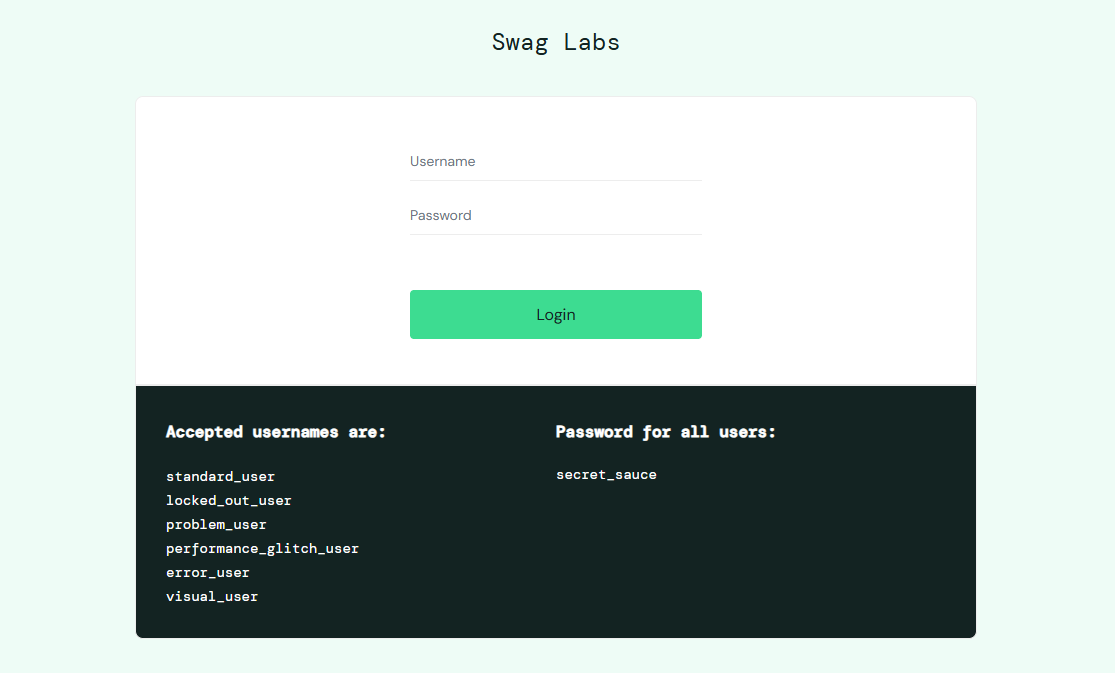 Swag Labs
Username
Password
Login
Accepted usernames are:
standard_user
locked_out_user
problem_user
performance_glitch_user
error_user
visual_user
Password for all users:
secret_sauce